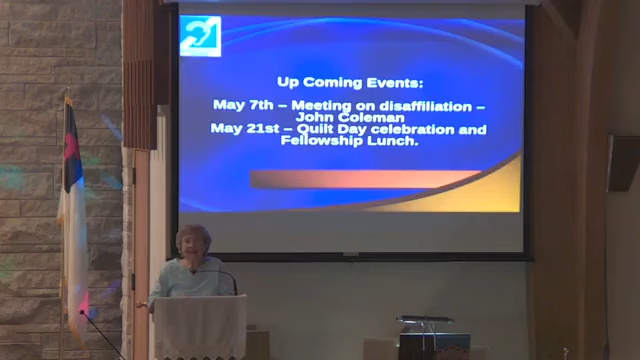 Up Coming Events:
May 7th – Meeting on disaffiliation –
John Coleman
May 21st – Quilt Day celebration and
Fellowship Lunch.